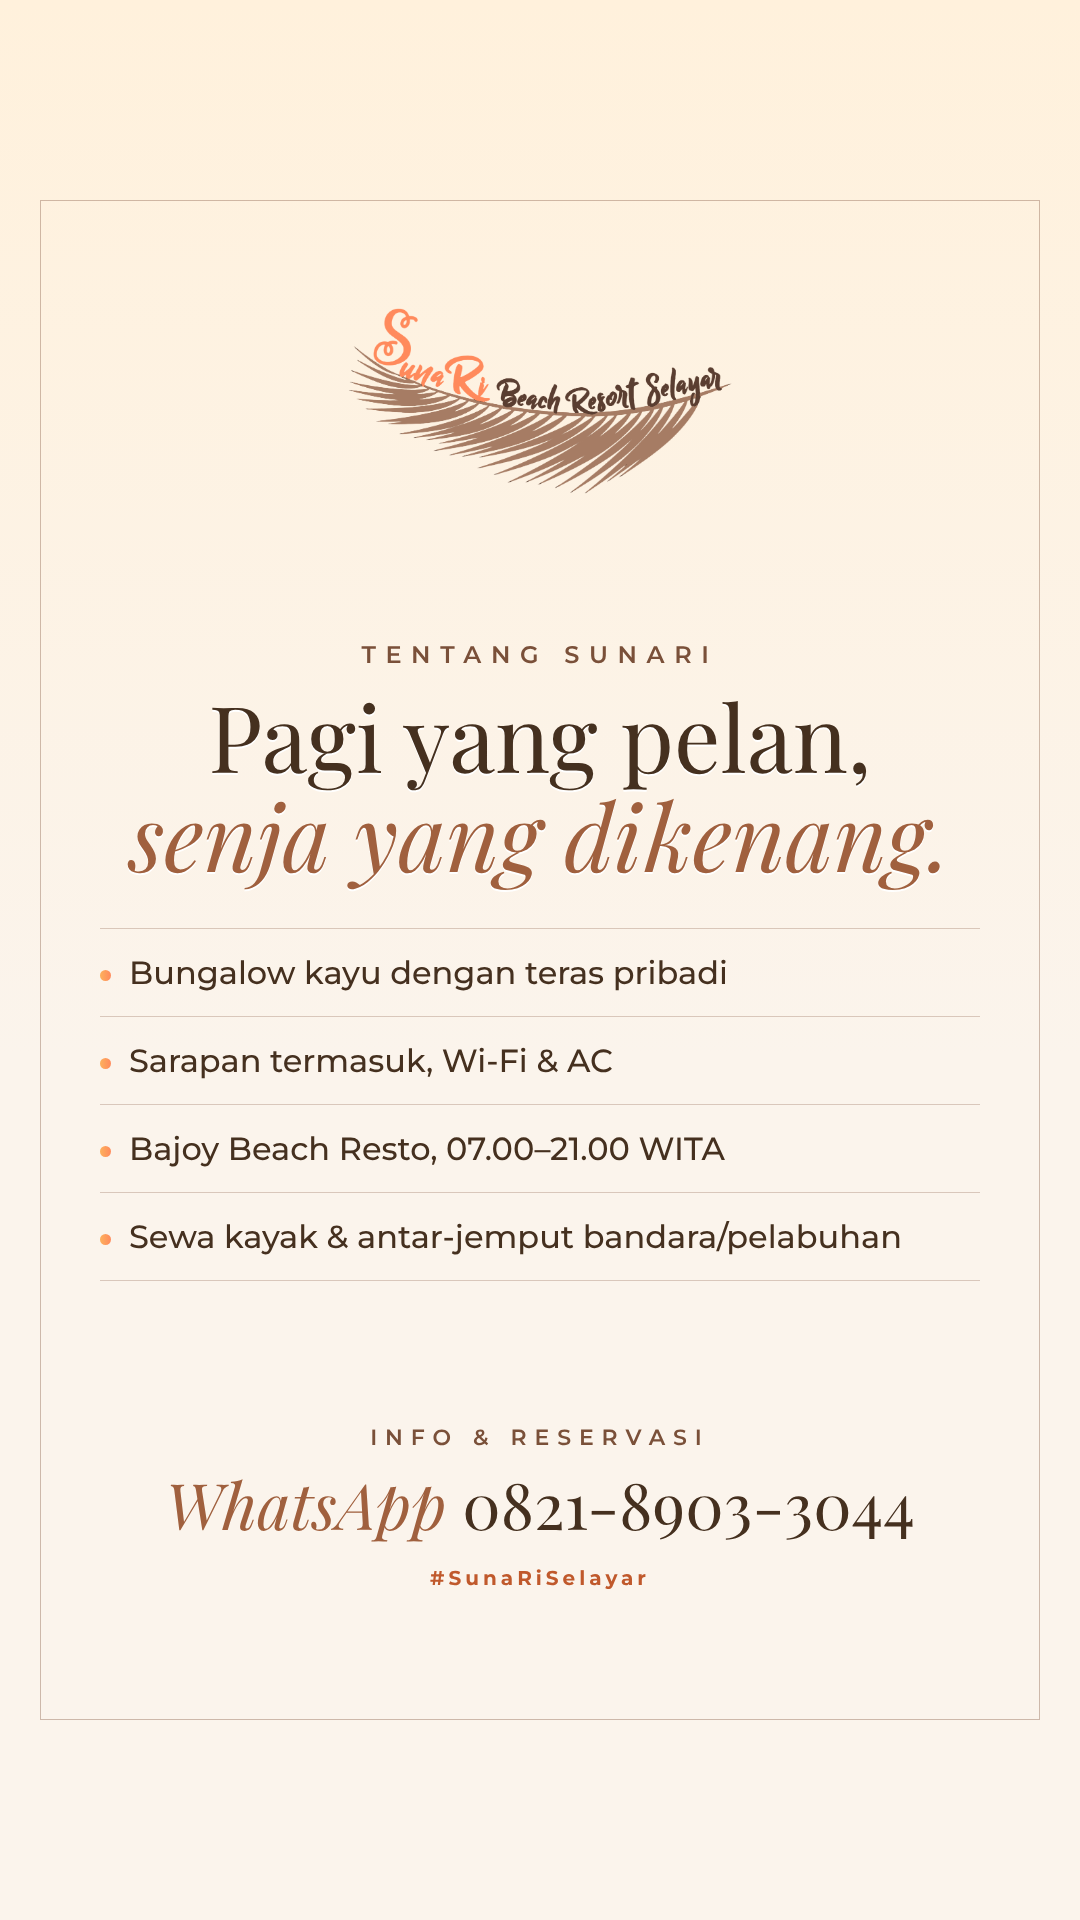 SunaRi Beach Resort Selayar
TENTANG SUNARI
Pagi yang pelan,
senja yang dikenang.
Bungalow kayu dengan teras pribadi
Sarapan termasuk, Wi-Fi & AC
Bajoy Beach Resto, 07.00–21.00 WITA
Sewa kayak & antar-jemput bandara/pelabuhan
INFO & RESERVASI
WhatsApp 0821-8903-3044
#SunaRiSelayar